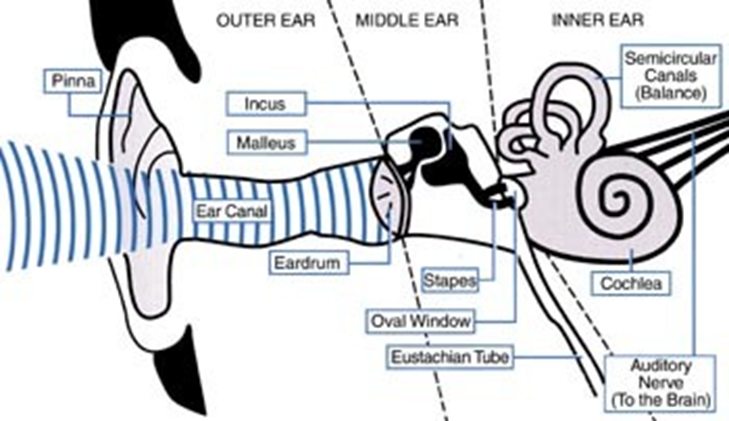 OUTER EAR
MIDDLE EAR
INNER EAR
Pinna
Incus
Malleus
Semicircular
Canals
(Balance)
Ear Canal
Eardrum
Stapes
Cochlea
Oval Window
Eustachian Tube
Auditory
Nerve
(To the Brain)